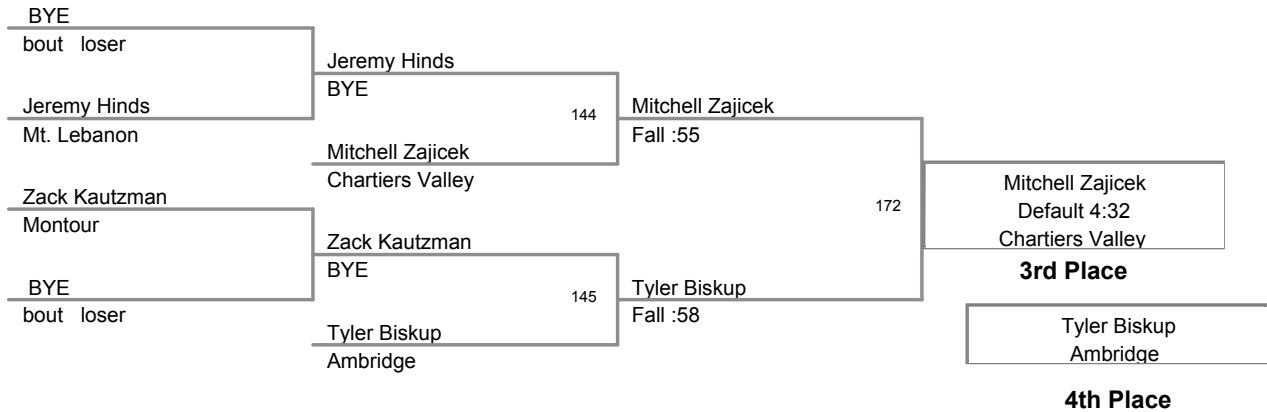 BYE
bout loser
Jeremy Hinds
BYE
Jeremy Hinds
Mt. Lebanon
144
Mitchell Zajicek
Fall :55
Mitchell Zajicek
Chartiers Valley
Zack Kautzman
Montour
172
Mitchell Zajicek
Default 4:32
Chartiers Valley
3rd Place
Zack Kautzman
BYE
BYE
bout loser
145
Tyler Biskup
Fall :58
Tyler Biskup
Ambridge
Tyler Biskup
Ambridge
4th Place